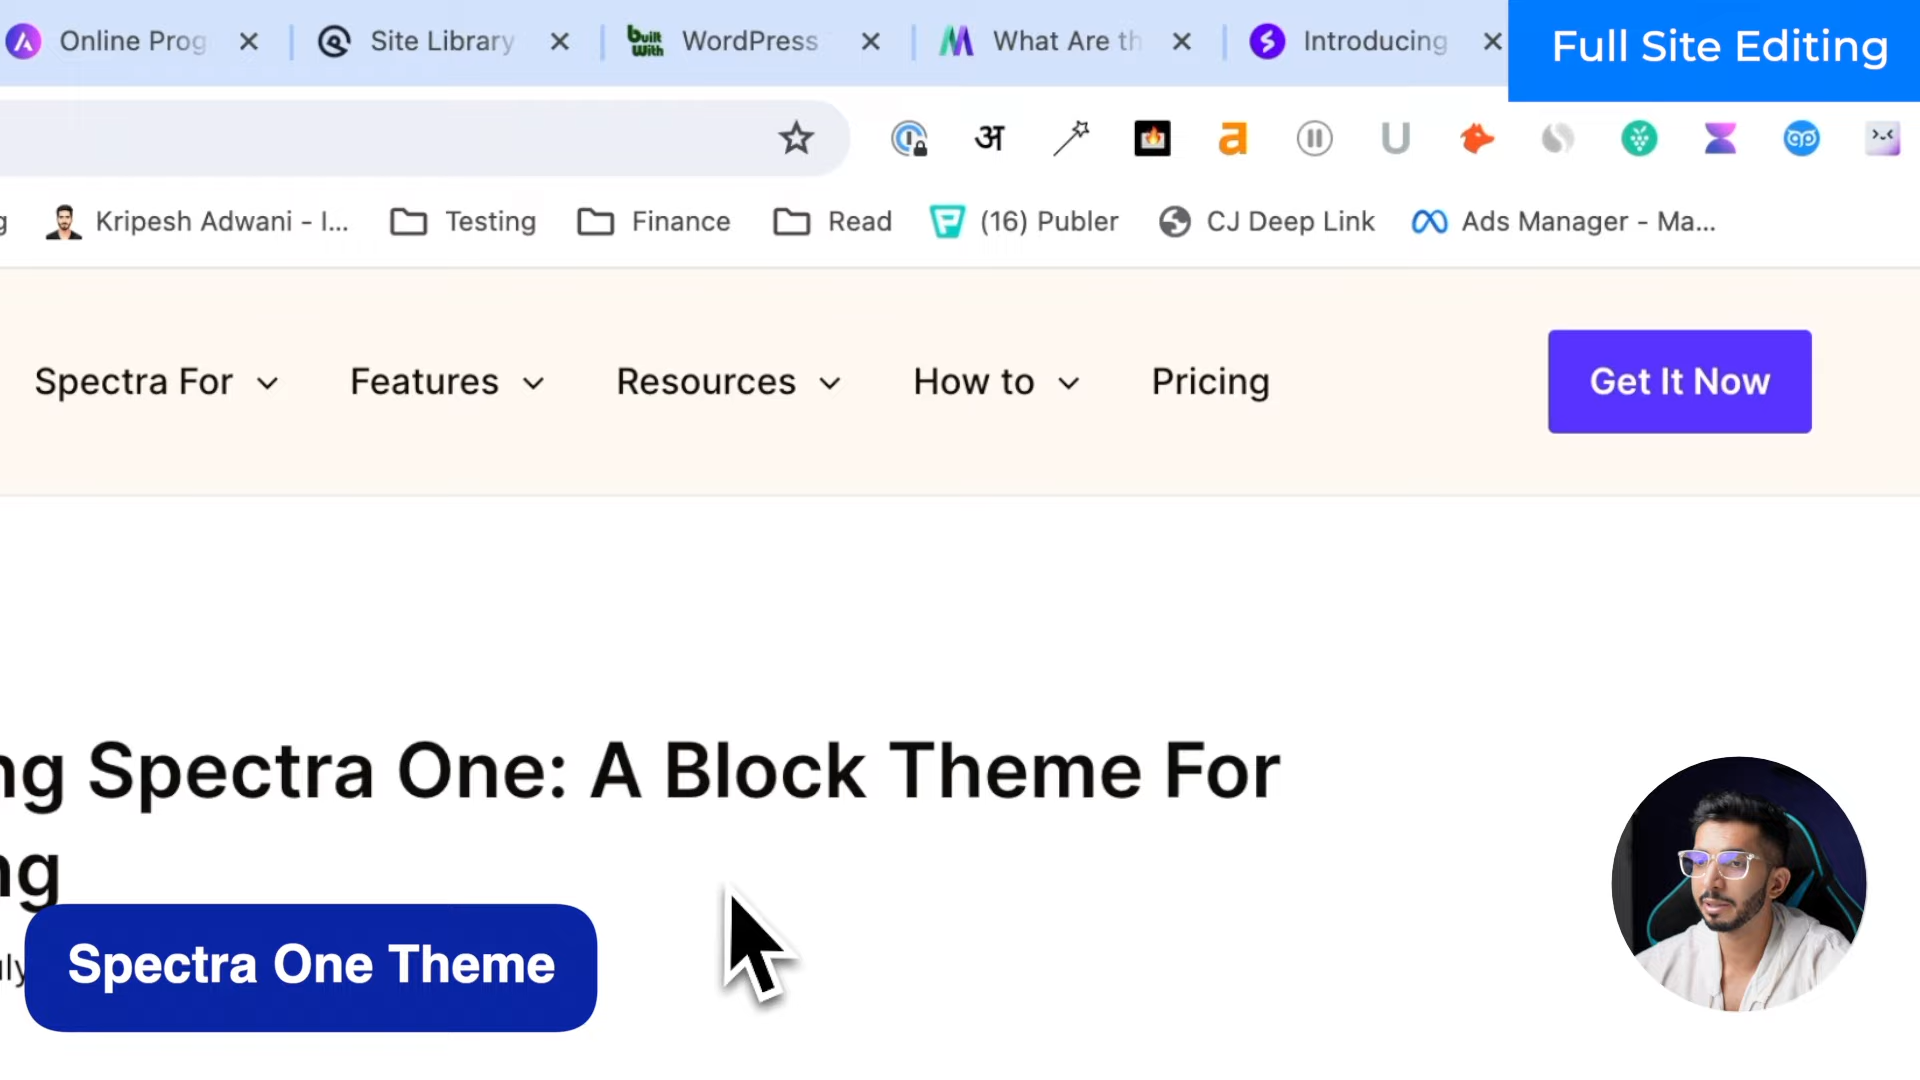 Online Prog
Site Library
built
With
WordPress
What Are th
Introducing
Full Site Editing
अ
a
U
g
Kripesh Adwani - I...
Testing
Finance
Read
(16) Publer
CJ Deep Link
Ads Manager - Ma...
Spectra For
Features
Resources
How to
Pricing
Get It Now
ng Spectra One: A Block Theme For
ng
Spectra One Theme